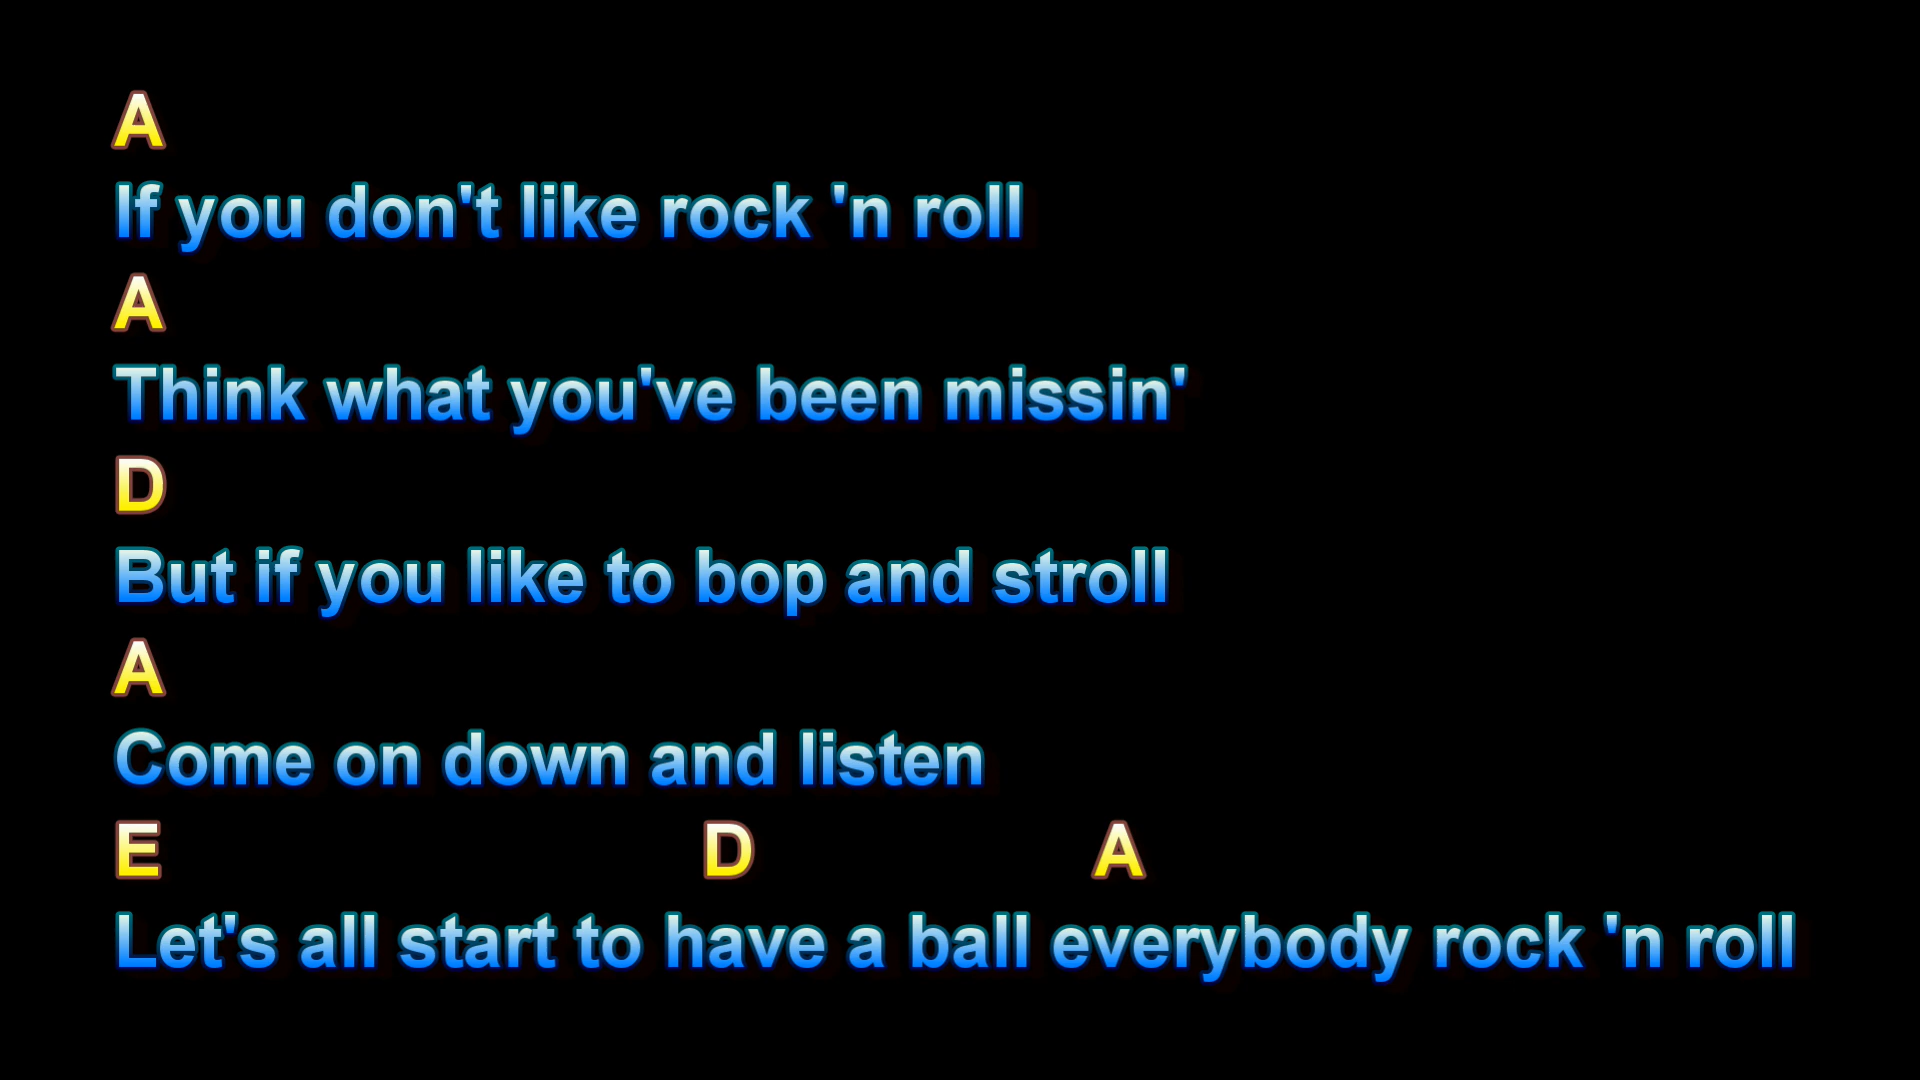 A
If you don't like rock 'n roll
A
Think what you've been missin'
D
But if you like to bop and stroll
A
Come on down and listen
E D A
Let's all start to have a ball everybody rock 'n roll